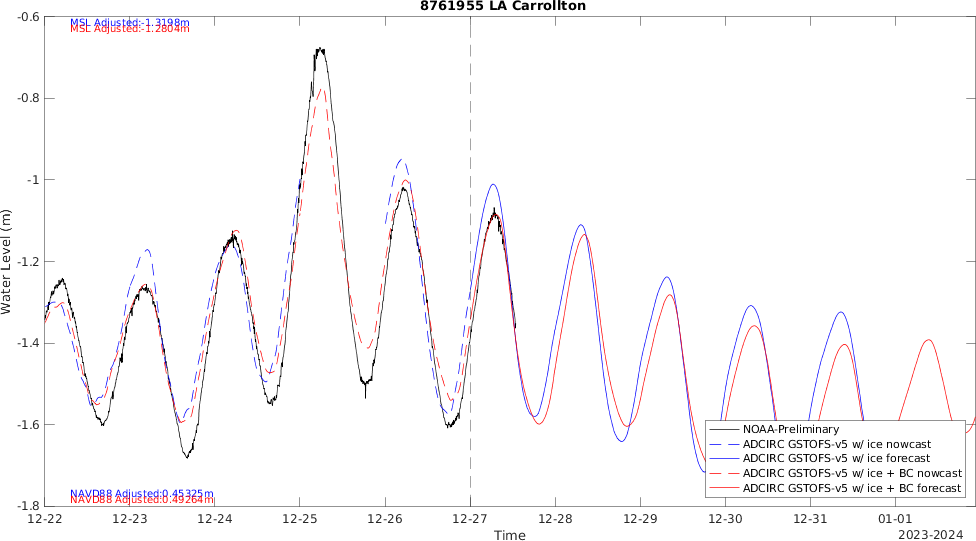 8761955 LA Carrollton
MSL Adjusted:-1.3198m
MSL Adjusted:-1.2804m
-0.6
-0.8
-1
-1.2
-1.4
-1.6
-1.8
Water Level (m)
NAVD88 Adjusted:0.45325m
NAVD88 Adjusted:0.49264m
NOAA-Preliminary
ADCIRC GSTOFS-v5 w/ ice nowcast
ADCIRC GSTOFS-v5 w/ ice forecast
ADCIRC GSTOFS-v5 w/ ice + BC nowcast
ADCIRC GSTOFS-v5 w/ ice + BC forecast
12-22 12-23 12-24 12-25 12-26 12-27 12-28 12-29 12-30 12-31 01-01
Time
2023-2024